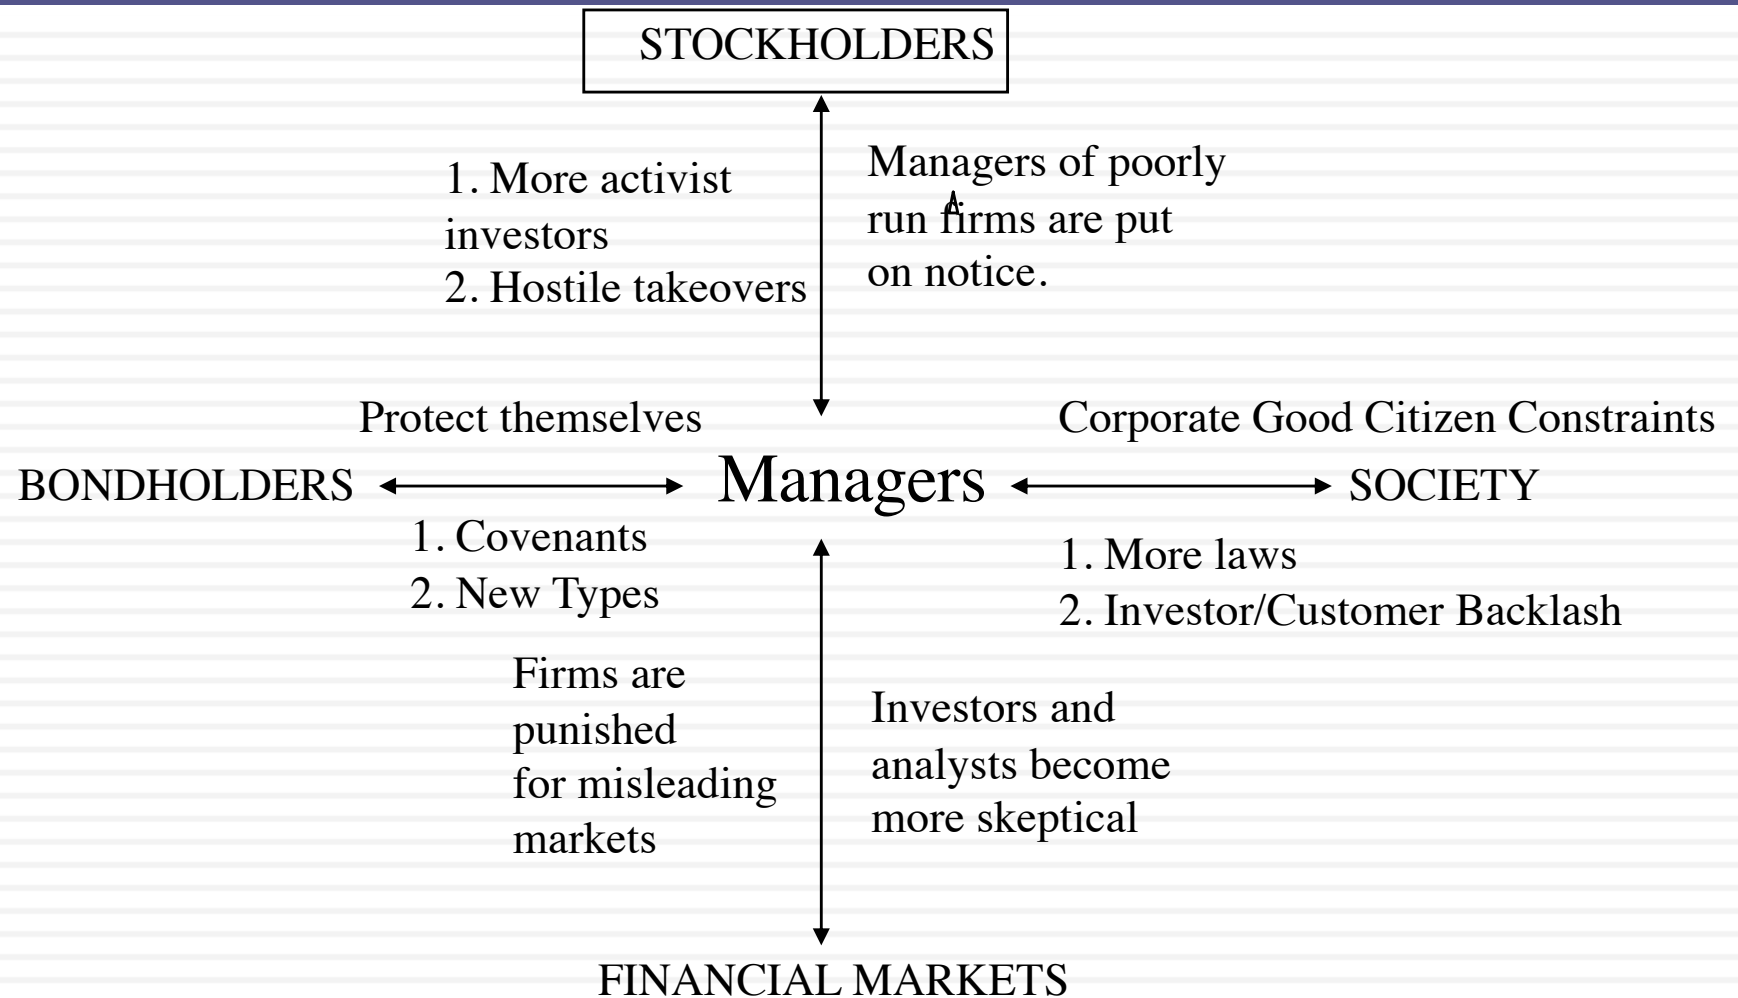 STOCKHOLDERS
1. More activist
investors
2. Hostile takeovers
Managers of poorly
run firms are put
on notice.
Protect themselves
Corporate Good Citizen Constraints
BONDHOLDERS
Managers
SOCIETY
1. Covenants
2. New Types
1. More laws
2. Investor/Customer Backlash
Firms are
punished
for misleading
markets
Investors and
analysts become
more skeptical
FINANCIAL MARKETS